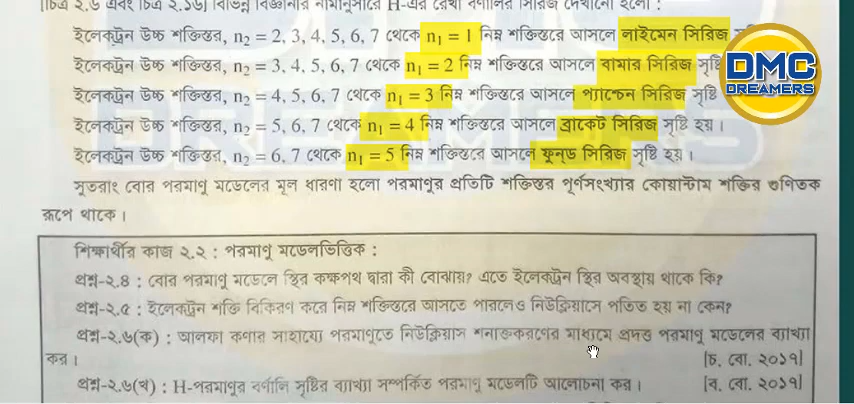 [চিত্র ২.৬ এবং চিত্র ২.১৬] বিভিন্ন বিজ্ঞানীর নামানুসারে H-এর রেখা বর্ণালির সিরিজ দেখানো হলো :
ইলেকট্রন উচ্চ শক্তিস্তর, n₂ = 2, 3, 4, 5, 6, 7 থেকে n₁ = 1 নিম্ন শক্তিস্তরে আসলে লাইমেন সিরিজ
ইলেকট্রন উচ্চ শক্তিস্তর, n₂ = 3, 4, 5, 6, 7 থেকে n₁ = 2 নিম্ন শক্তিস্তরে আসলে বামার সিরিজ সৃষ্টি
ইলেকট্রন উচ্চ শক্তিস্তর, n₂ = 4, 5, 6, 7 থেকে n₁ = 3 নিম্ন শক্তিস্তরে আসলে প্যাশ্চেন সিরিজ সৃষ্টি
ইলেকট্রন উচ্চ শক্তিস্তর, n₂ = 5, 6, 7 থেকে n₁ = 4 নিম্ন শক্তিস্তরে আসলে ব্রাকেট সিরিজ সৃষ্টি হয়।
ইলেকট্রন উচ্চ শক্তিস্তর, n₂ = 6, 7 থেকে n₁ = 5 নিম্ন শক্তিস্তরে আসলে ফুন্ড সিরিজ সৃষ্টি হয়।
সুতরাং বোর পরমাণু মডেলের মূল ধারণা হলো পরমাণুর প্রতিটি শক্তিস্তর পূর্ণসংখ্যার কোয়ান্টাম শক্তির গুণিতক
রূপে থাকে।
শিক্ষার্থীর কাজ ২.২ : পরমাণু মডেলভিত্তিক :
প্রশ্ন-২.৪ : বোর পরমাণু মডেলে স্থির কক্ষপথ দ্বারা কী বোঝায়? এতে ইলেকট্রন স্থির অবস্থায় থাকে কি?
প্রশ্ন-২.৫ : ইলেকট্রন শক্তি বিকিরণ করে নিম্ন শক্তিস্তরে আসতে পারলেও নিউক্লিয়াসে পতিত হয় না কেন?
প্রশ্ন-২.৬(ক) : আলফা কণার সাহায্যে পরমাণুতে নিউক্লিয়াস শনাক্তকরণের মাধ্যমে প্রদত্ত পরমাণু মডেলের ব্যাখ্যা
কর। [চ. বো. ২০১৭]
প্রশ্ন-২.৬(খ) : H-পরমাণুর বর্ণালি সৃষ্টির ব্যাখ্যা সম্পর্কিত পরমাণু মডেলটি আলোচনা কর। [ব. বো. ২০১৭]
DMC
DREAMERS